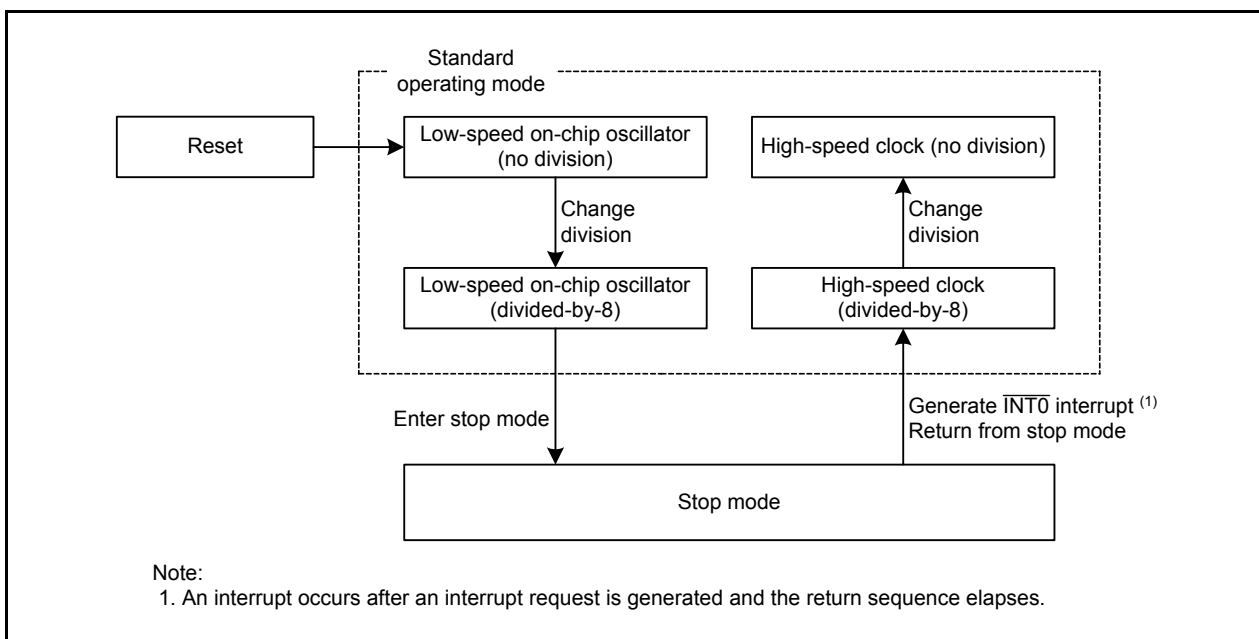 Standard
operating mode
Reset
Low-speed on-chip oscillator
(no division)
High-speed clock (no division)
Change
division
Change
division
Low-speed on-chip oscillator
(divided-by-8)
High-speed clock
(divided-by-8)
Enter stop mode
Generate INT0 interrupt (1)
Return from stop mode
Stop mode
Note:
1. An interrupt occurs after an interrupt request is generated and the return sequence elapses.